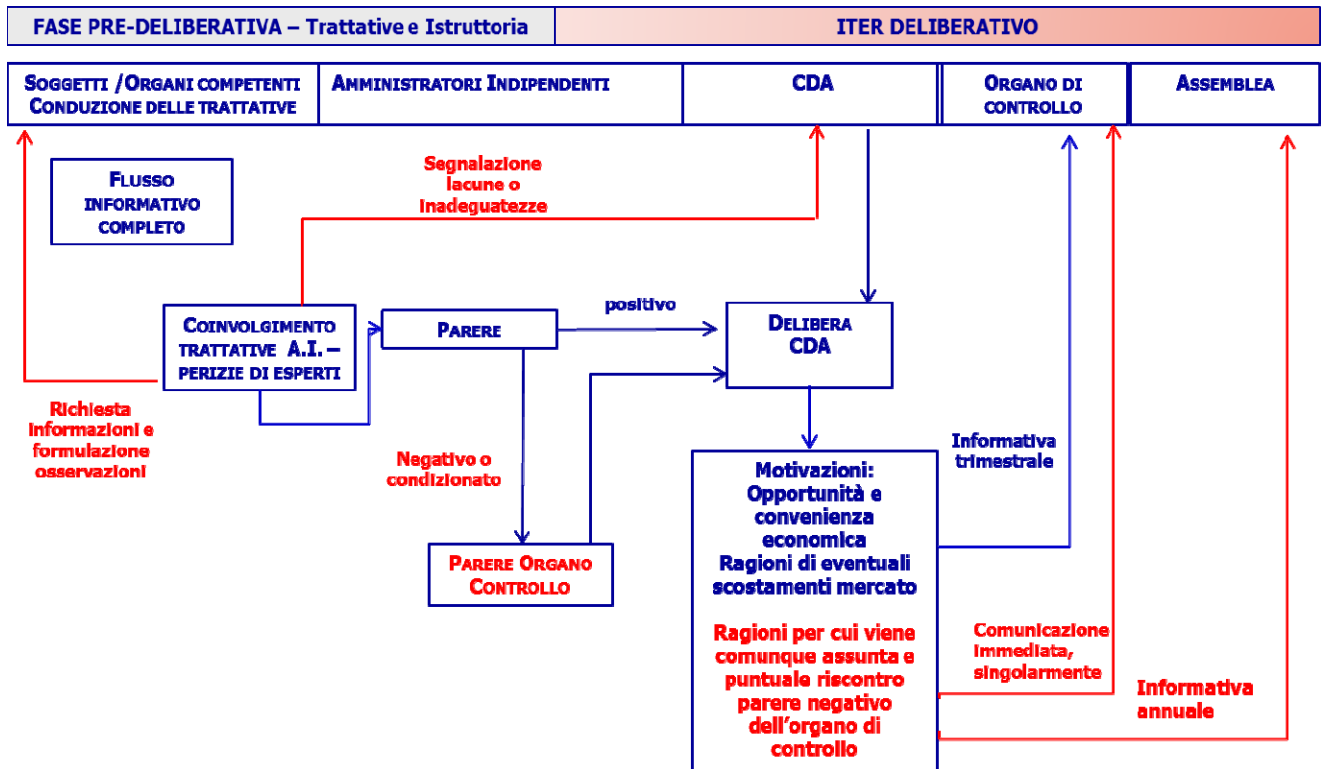 FASE PRE-DELIBERATIVA – Trattative e Istruttoria
ITER DELIBERATIVO
SOGGETTI /ORGANI COMPETENTI
CONDUZIONE DELLE TRATTATIVE
AMMINISTRATORI INDIPENDENTI
CDA
ORGANO DI
CONTROLLO
ASSEMBLEA
FLUSSO
INFORMATIVO
COMPLETO
Segnalazione
lacune o
inadeguatezze
COINVOLGIMENTO
TRATTATIVE A.I. –
PERIZIE DI ESPERTI
PARERE
positivo
DELIBERA
CDA
Richiesta
informazioni e
formulazione
osservazioni
Negativo o
condizionato
PARERE ORGANO
CONTROLLO
Motivazioni:
Opportunità e
convenienza
economica
Ragioni di eventuali
scostamenti mercato
Ragioni per cui viene
comunque assunta e
puntuale riscontro
parere negativo
dell'organo di
controllo
Informativa
trimestrale
Comunicazione
immediata,
singolarmente
Informativa
annuale